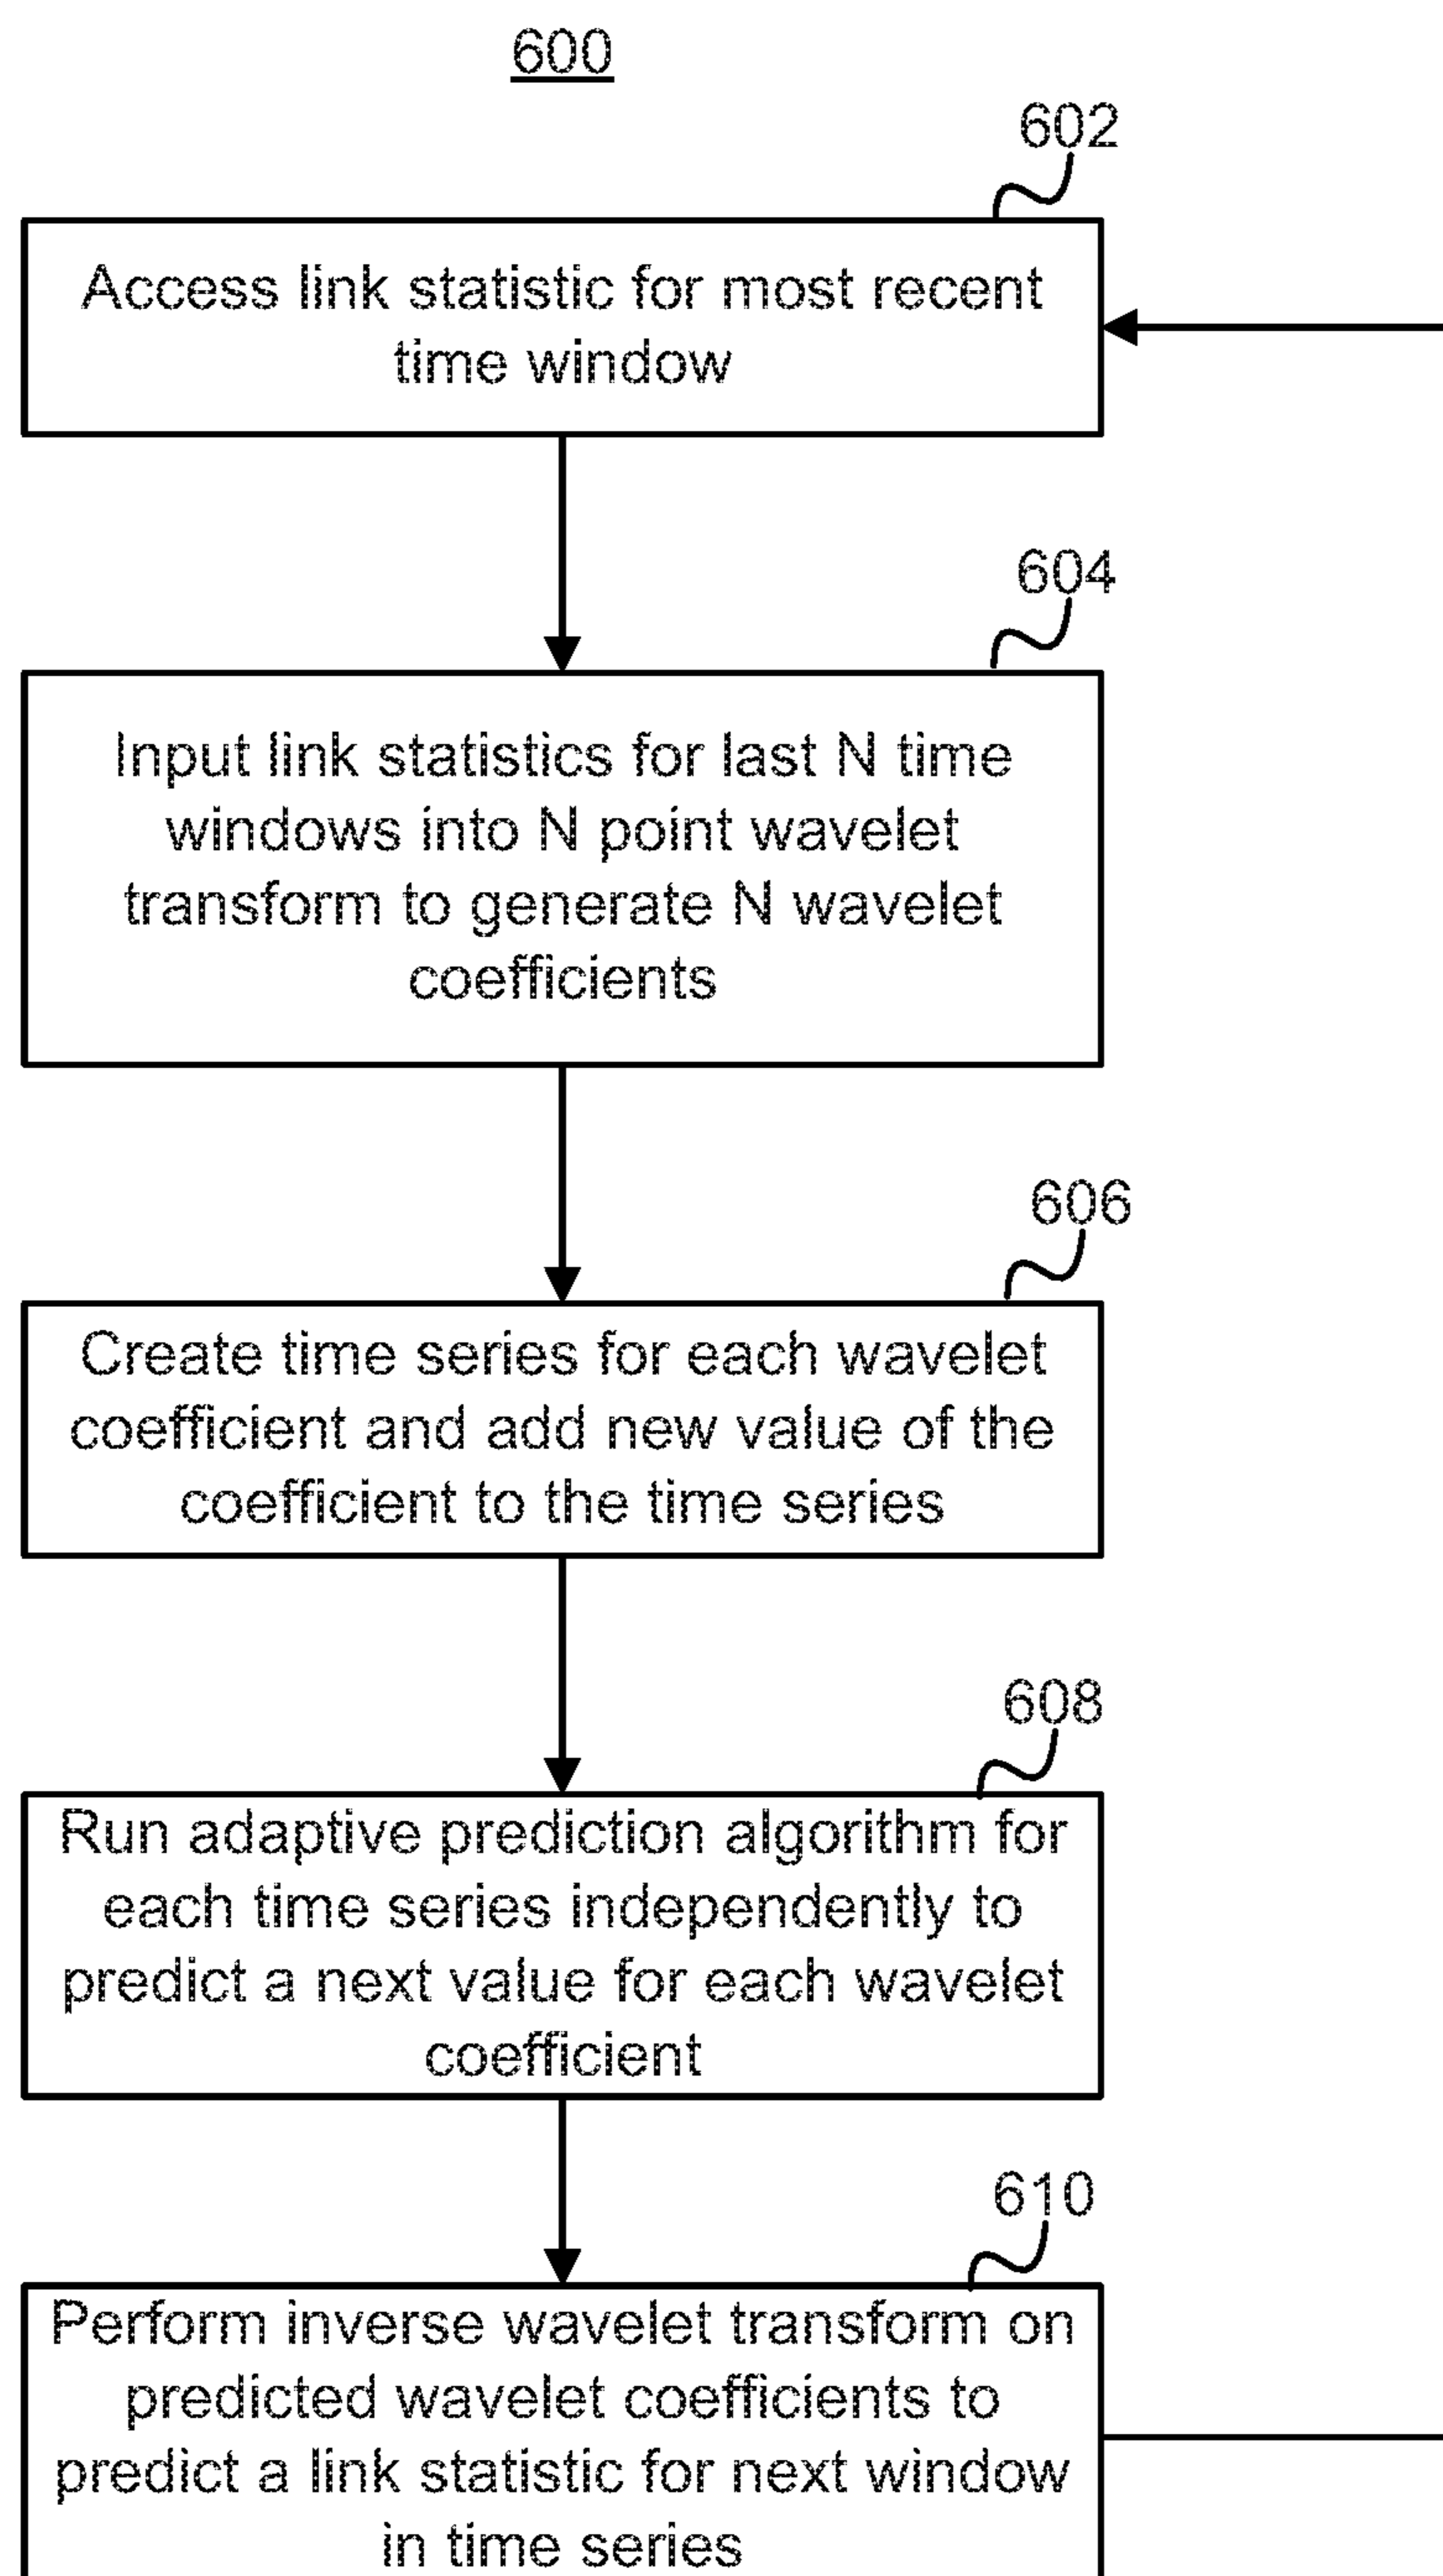 600
602
Access link statistic for most recent
time window
604
Input link statistics for last N time
windows into N point wavelet
transform to generate N wavelet
coefficients
606
Create time series for each wavelet
coefficient and add new value of the
coefficient to the time series
608
Run adaptive prediction algorithm for
each time series independently to
predict a next value for each wavelet
coefficient
610
Perform inverse wavelet transform on
predicted wavelet coefficients to
predict a link statistic for next window
in time series